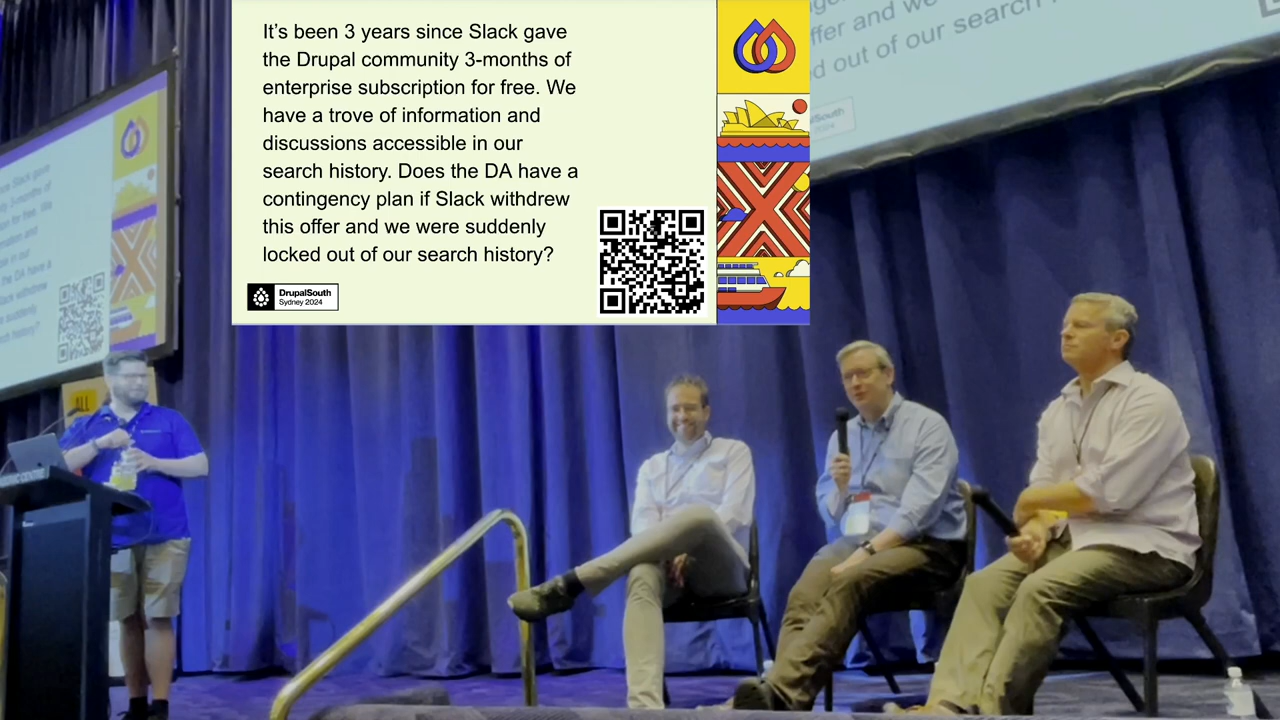 It's been 3 years since Slack gave
the Drupal community 3-months of
enterprise subscription for free. We
have a trove of information and
discussions accessible in our
search history. Does the DA have a
contingency plan if Slack withdrew
this offer and we were suddenly
locked out of our search history?
DrupalSouth
Sydney 2024
offer and we
ed out of our search
ALL